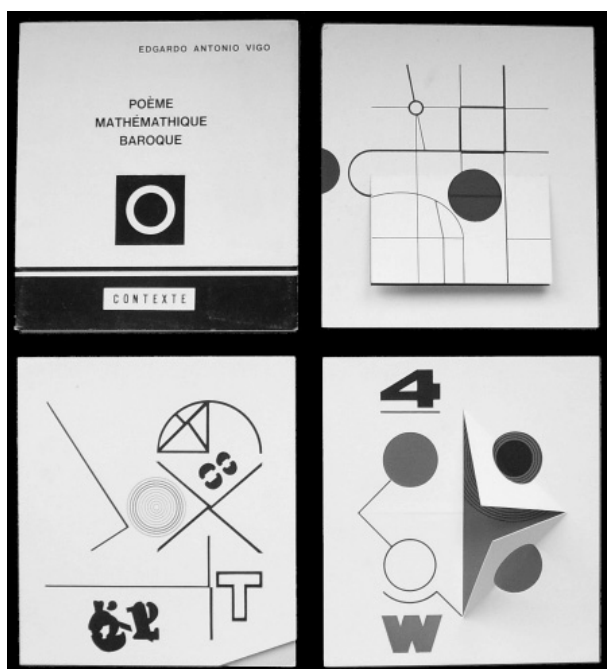 EDGARDO ANTONIO VIGO
POÈME
MATHÉMATHIQUE
BAROQUE
CONTEXTE
4
T
W